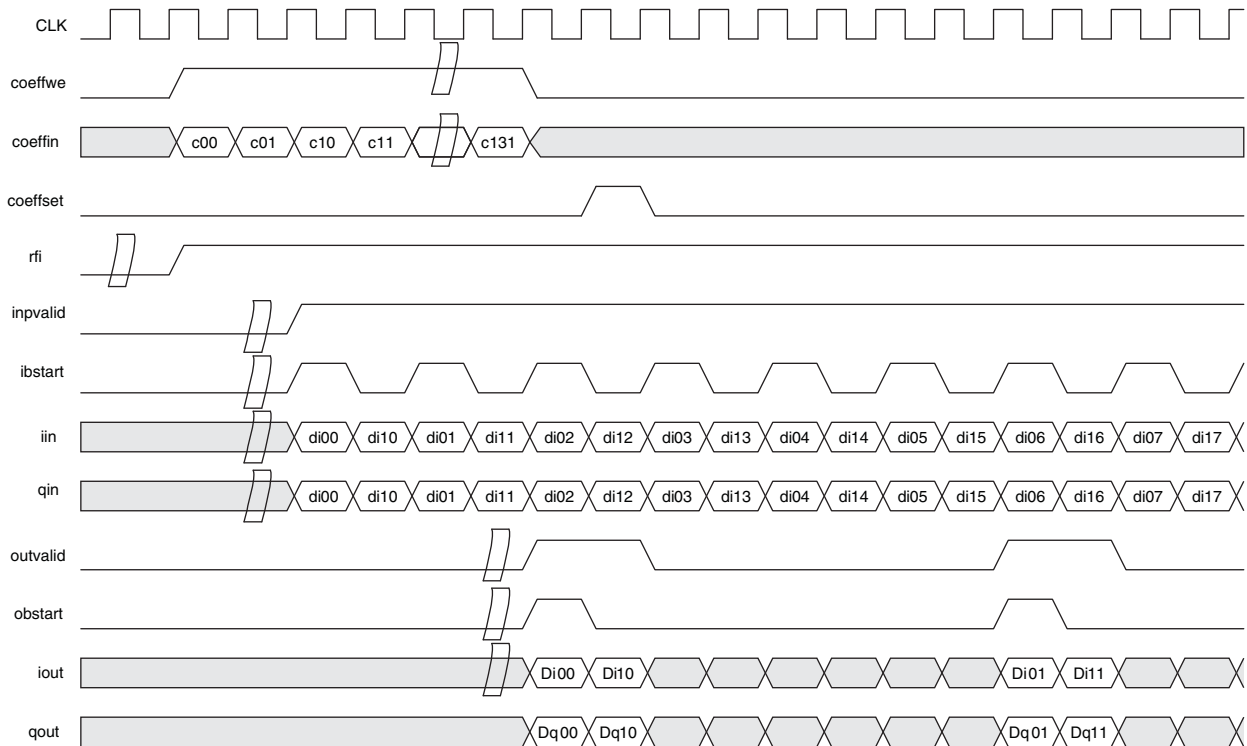 CLK
coeffwe
coeffin c00 c01 c10 c11 c131
coeffset
rfi
inpvalid
ibstart
iin di00 di10 di01 di11 di02 di12 di03 di13 di04 di14 di05 di15 di06 di16 di07 di17
qin di00 di10 di01 di11 di02 di12 di03 di13 di04 di14 di05 di15 di06 di16 di07 di17
outvalid
obstart
iout Di00 Di10 Di01 Di11
qout Dq00 Dq10 Dq01 Dq11